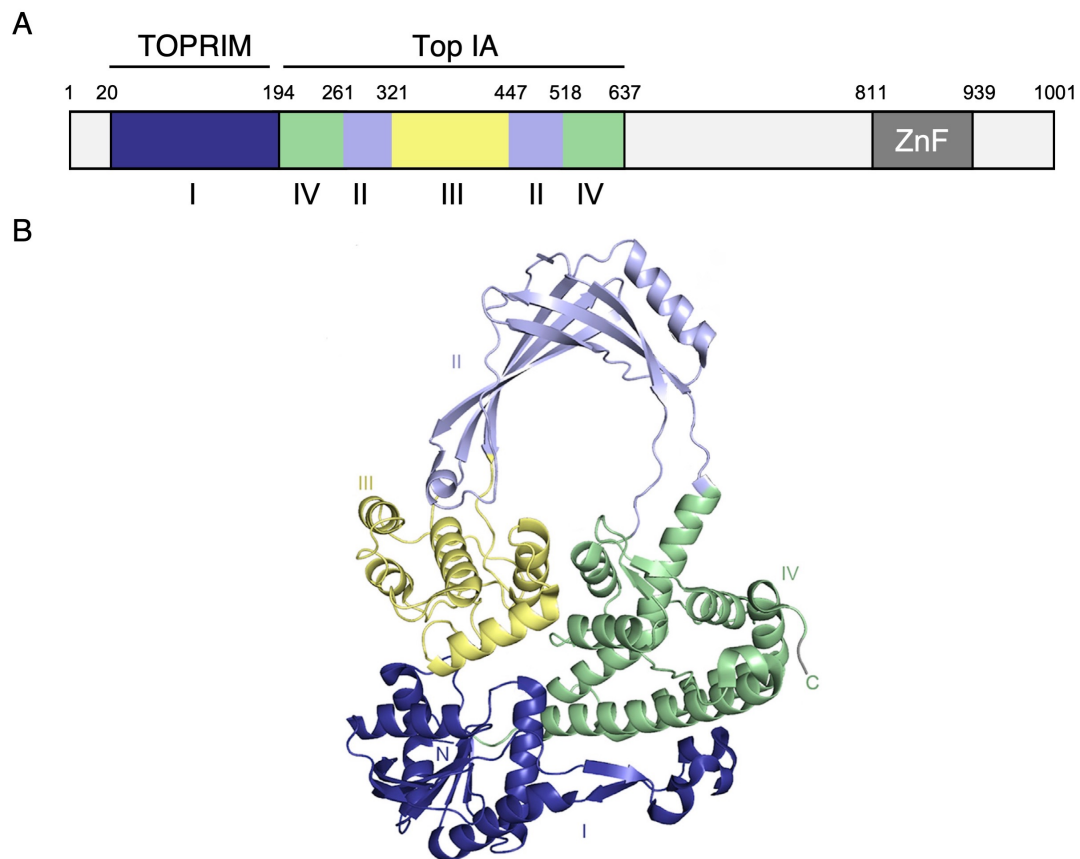 A
TOPRIM Top IA
1 20 194 261 321 447 518 637 811 939 1001
ZnF
I IV II III II IV
B
II
III
IV
C
N
I